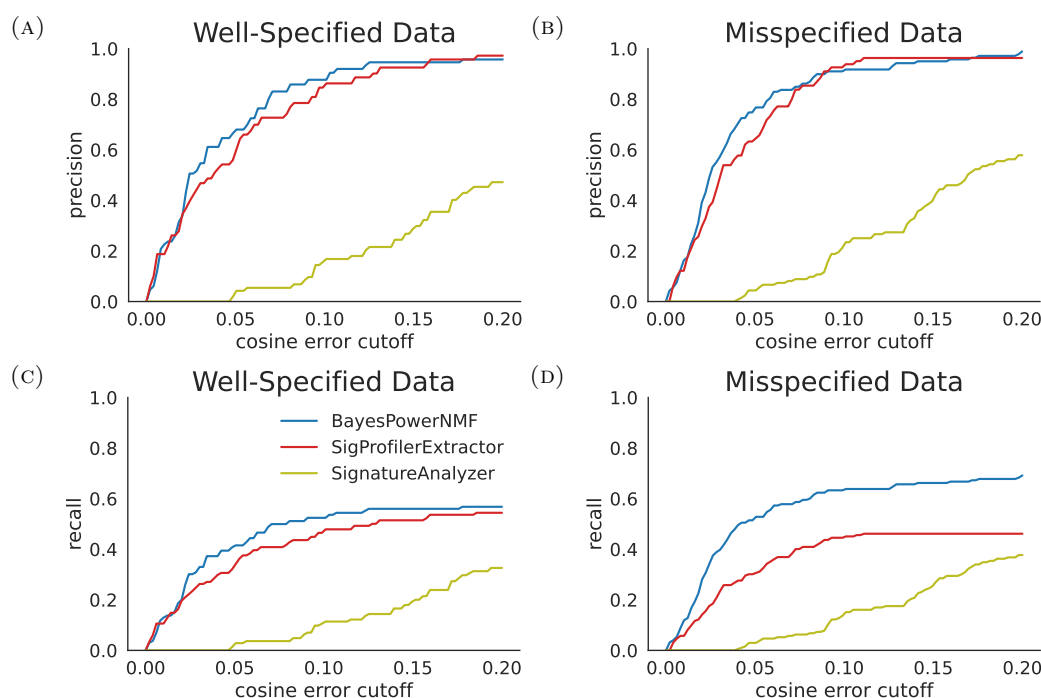 (A)
Well-Specified Data
1.0
0.8
0.6
0.4
0.2
0.0
precision
0.00 0.05 0.10 0.15 0.20
cosine error cutoff
(B)
Misspecified Data
1.0
0.8
0.6
0.4
0.2
0.0
precision
0.00 0.05 0.10 0.15 0.20
cosine error cutoff
(C)
Well-Specified Data
1.0
0.8
0.6
0.4
0.2
0.0
recall
BayesPowerNMF
SigProfilerExtractor
SignatureAnalyzer
0.00 0.05 0.10 0.15 0.20
cosine error cutoff
(D)
Misspecified Data
1.0
0.8
0.6
0.4
0.2
0.0
recall
0.00 0.05 0.10 0.15 0.20
cosine error cutoff